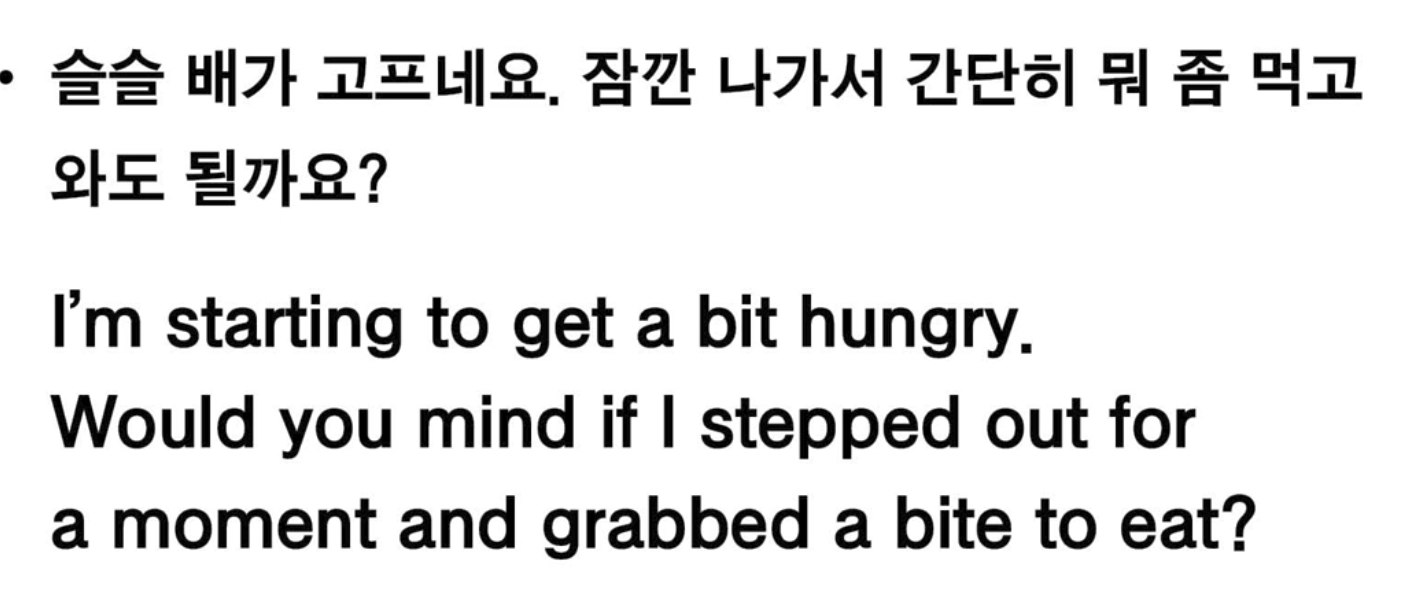 • 슬슬 배가 고프네요. 잠깐 나가서 간단히 뭐 좀 먹고
와도 될까요?
I’m starting to get a bit hungry.
Would you mind if I stepped out for
a moment and grabbed a bite to eat?